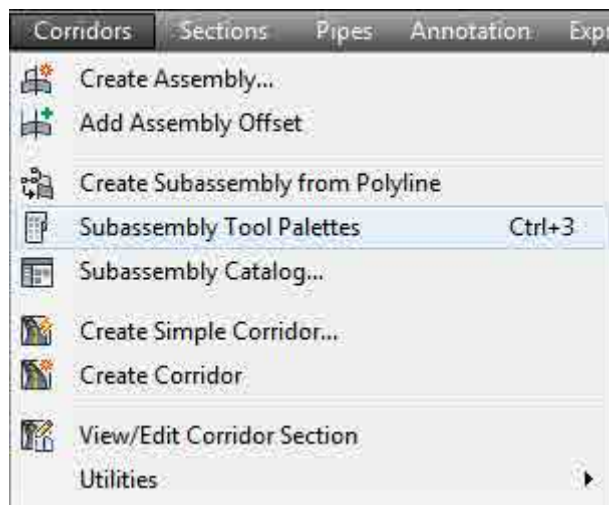 Corridors Sections Pipes Annotation Exp
Create Assembly...
Add Assembly Offset
Create Subassembly from Polyline
Subassembly Tool Palettes Ctrl+3
Subassembly Catalog...
Create Simple Corridor...
Create Corridor
View/Edit Corridor Section
Utilities